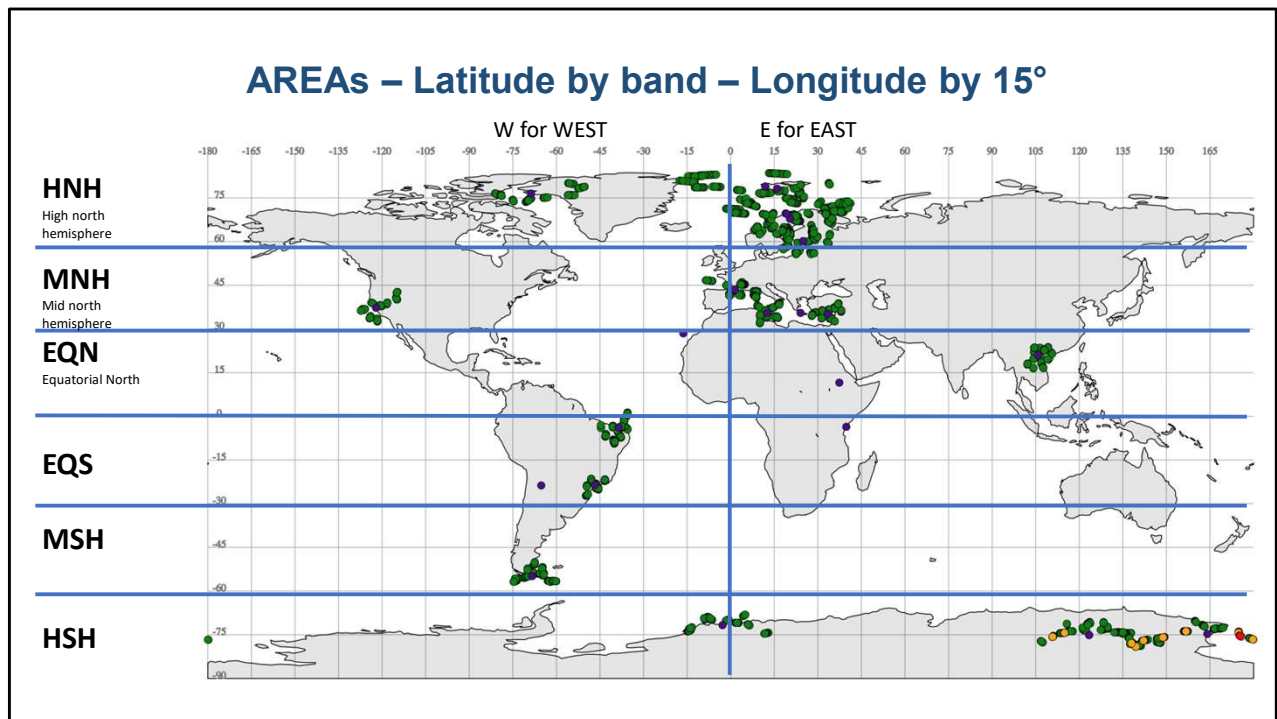 AREAs – Latitude by band – Longitude by 15°
W for WEST E for EAST
-180 -165 -150 -135 -120 -105 -90 -75 -60 -45 -30 -15 0 15 30 45 60 75 90 105 120 135 150 165
HNH
High north
hemisphere
75
60
MNH
Mid north
hemisphere
45
30
EQN
Equatorial North
15
0
EQS
-15
-30
MSH
-45
-60
HSH
-75
-90